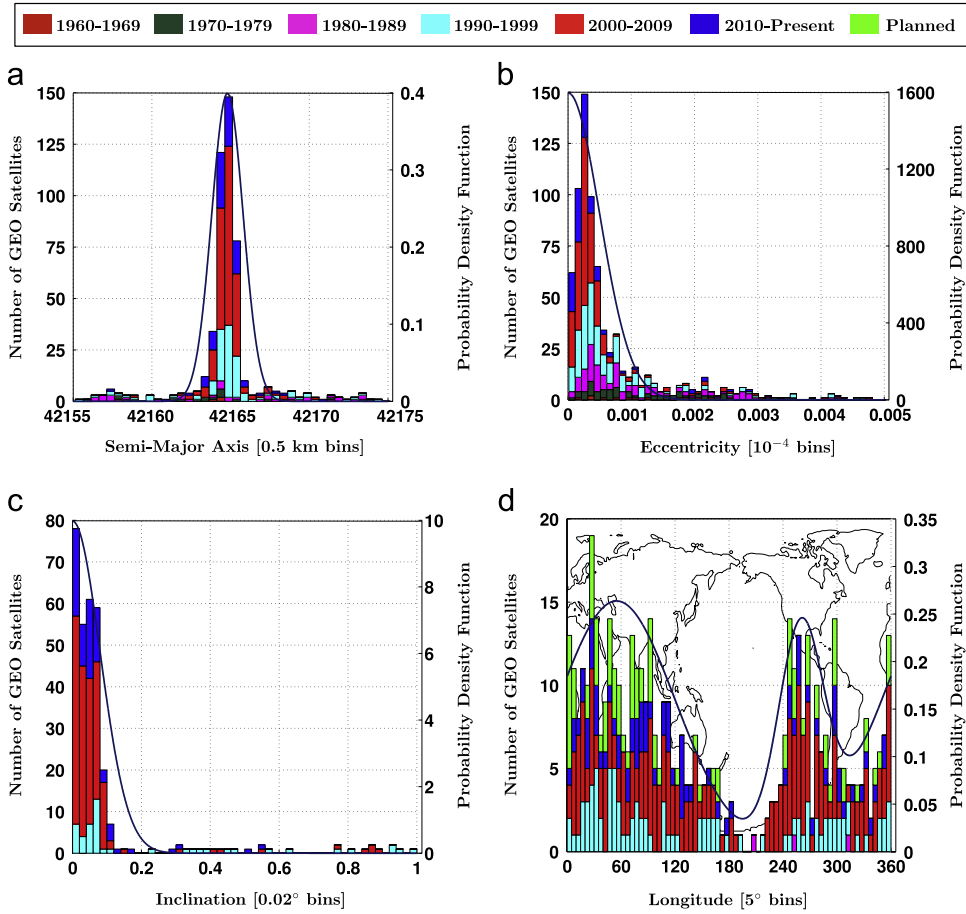 1960-1969 1970-1979 1980-1989 1990-1999 2000-2009 2010-Present Planned
a
150
125
100
75
50
25
0
Number of GEO Satellites
0.4
0.3
0.2
0.1
0
Probability Density Function
42155 42160 42165 42170 42175
Semi-Major Axis [0.5 km bins]
b
150
125
100
75
50
25
0
Number of GEO Satellites
1600
1200
800
400
0
Probability Density Function
0 0.001 0.002 0.003 0.004 0.005
Eccentricity [10⁻⁴ bins]
c
80
70
60
50
40
30
20
10
0
Number of GEO Satellites
10
8
6
4
2
0
Probability Density Function
0 0.2 0.4 0.6 0.8 1
Inclination [0.02° bins]
d
20
15
10
5
0
Number of GEO Satellites
0.35
0.3
0.25
0.2
0.15
0.1
0.05
0
Probability Density Function
0 60 120 180 240 300 360
Longitude [5° bins]